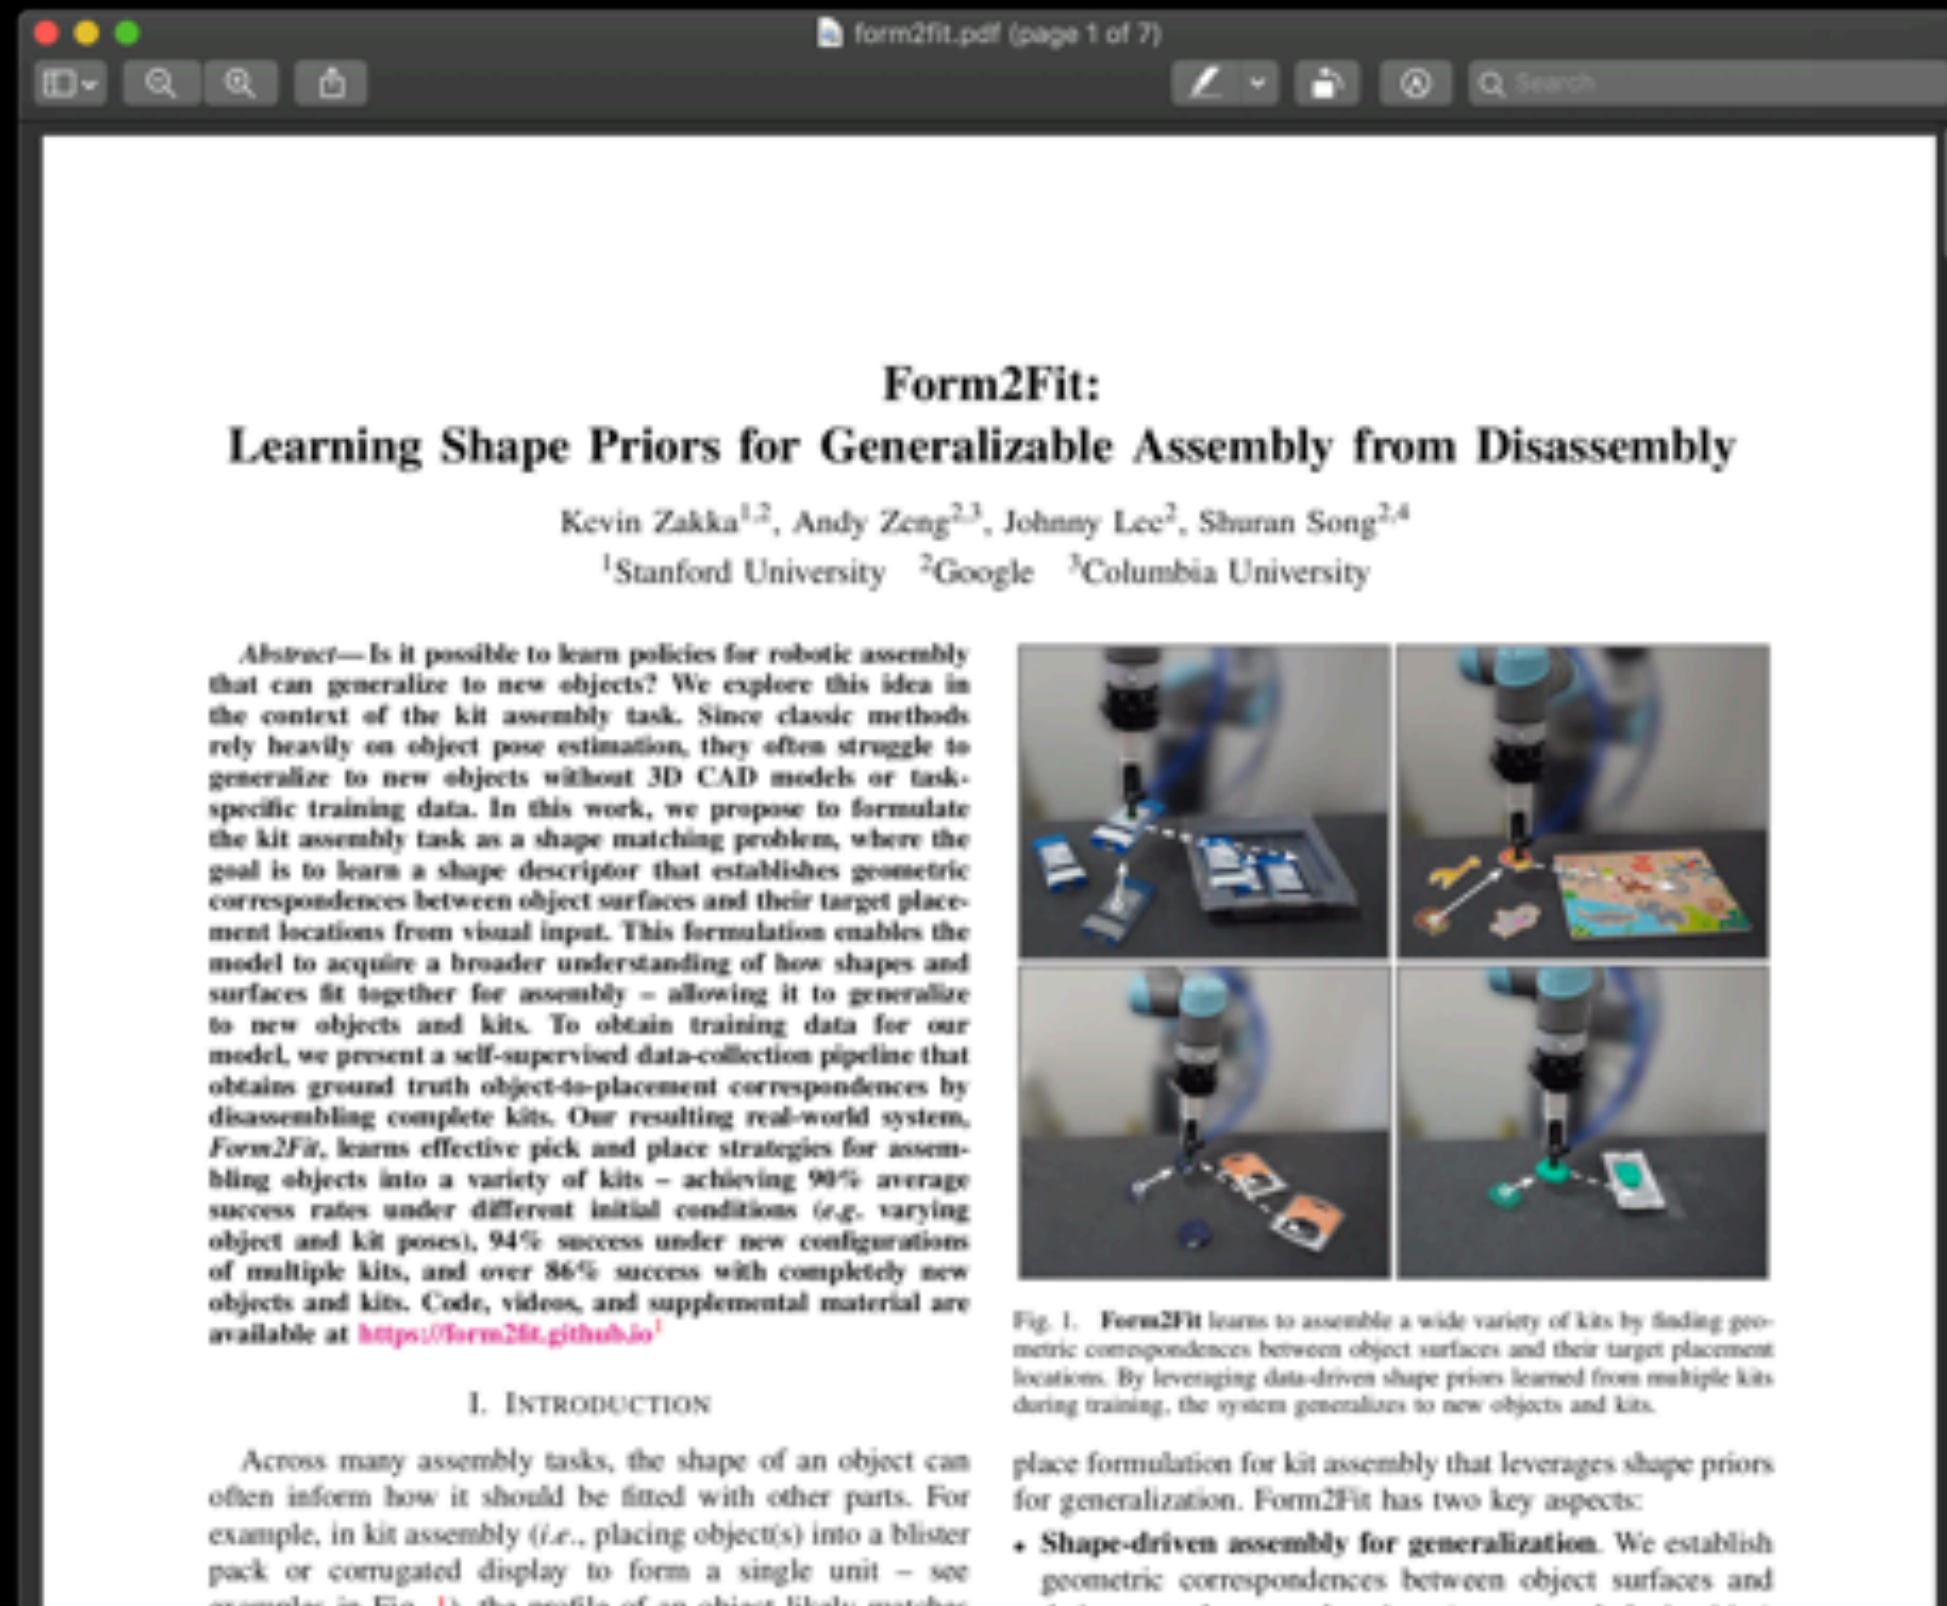 form2fit.pdf (page 1 of 7)
Search
Form2Fit:
Learning Shape Priors for Generalizable Assembly from Disassembly
Kevin Zakka1,2, Andy Zeng2,3, Johnny Lee2, Shuran Song2,4
1Stanford University 2Google 3Columbia University
Abstract— Is it possible to learn policies for robotic assembly
that can generalize to new objects? We explore this idea in
the context of the kit assembly task. Since classic methods
rely heavily on object pose estimation, they often struggle to
generalize to new objects without 3D CAD models or task-
specific training data. In this work, we propose to formulate
the kit assembly task as a shape matching problem, where the
goal is to learn a shape descriptor that establishes geometric
correspondences between object surfaces and their target place-
ment locations from visual input. This formulation enables the
model to acquire a broader understanding of how shapes and
surfaces fit together for assembly – allowing it to generalize
to new objects and kits. To obtain training data for our
model, we present a self-supervised data-collection pipeline that
obtains ground truth object-to-placement correspondences by
disassembling complete kits. Our resulting real-world system,
Form2Fit, learns effective pick and place strategies for assem-
bling objects into a variety of kits – achieving 90% average
success rates under different initial conditions (e.g. varying
object and kit poses), 94% success under new configurations
of multiple kits, and over 86% success with completely new
objects and kits. Code, videos, and supplemental material are
available at https://form2fit.github.io1
I. INTRODUCTION
Across many assembly tasks, the shape of an object can
often inform how it should be fitted with other parts. For
example, in kit assembly (i.e., placing object(s) into a blister
pack or corrugated display to form a single unit – see
examples in Fig. 1), the profile of an object likely matches
Fig. 1. Form2Fit learns to assemble a wide variety of kits by finding geo-
metric correspondences between object surfaces and their target placement
locations. By leveraging data-driven shape priors learned from multiple kits
during training, the system generalizes to new objects and kits.
place formulation for kit assembly that leverages shape priors
for generalization. Form2Fit has two key aspects:
• Shape-driven assembly for generalization. We establish
geometric correspondences between object surfaces and